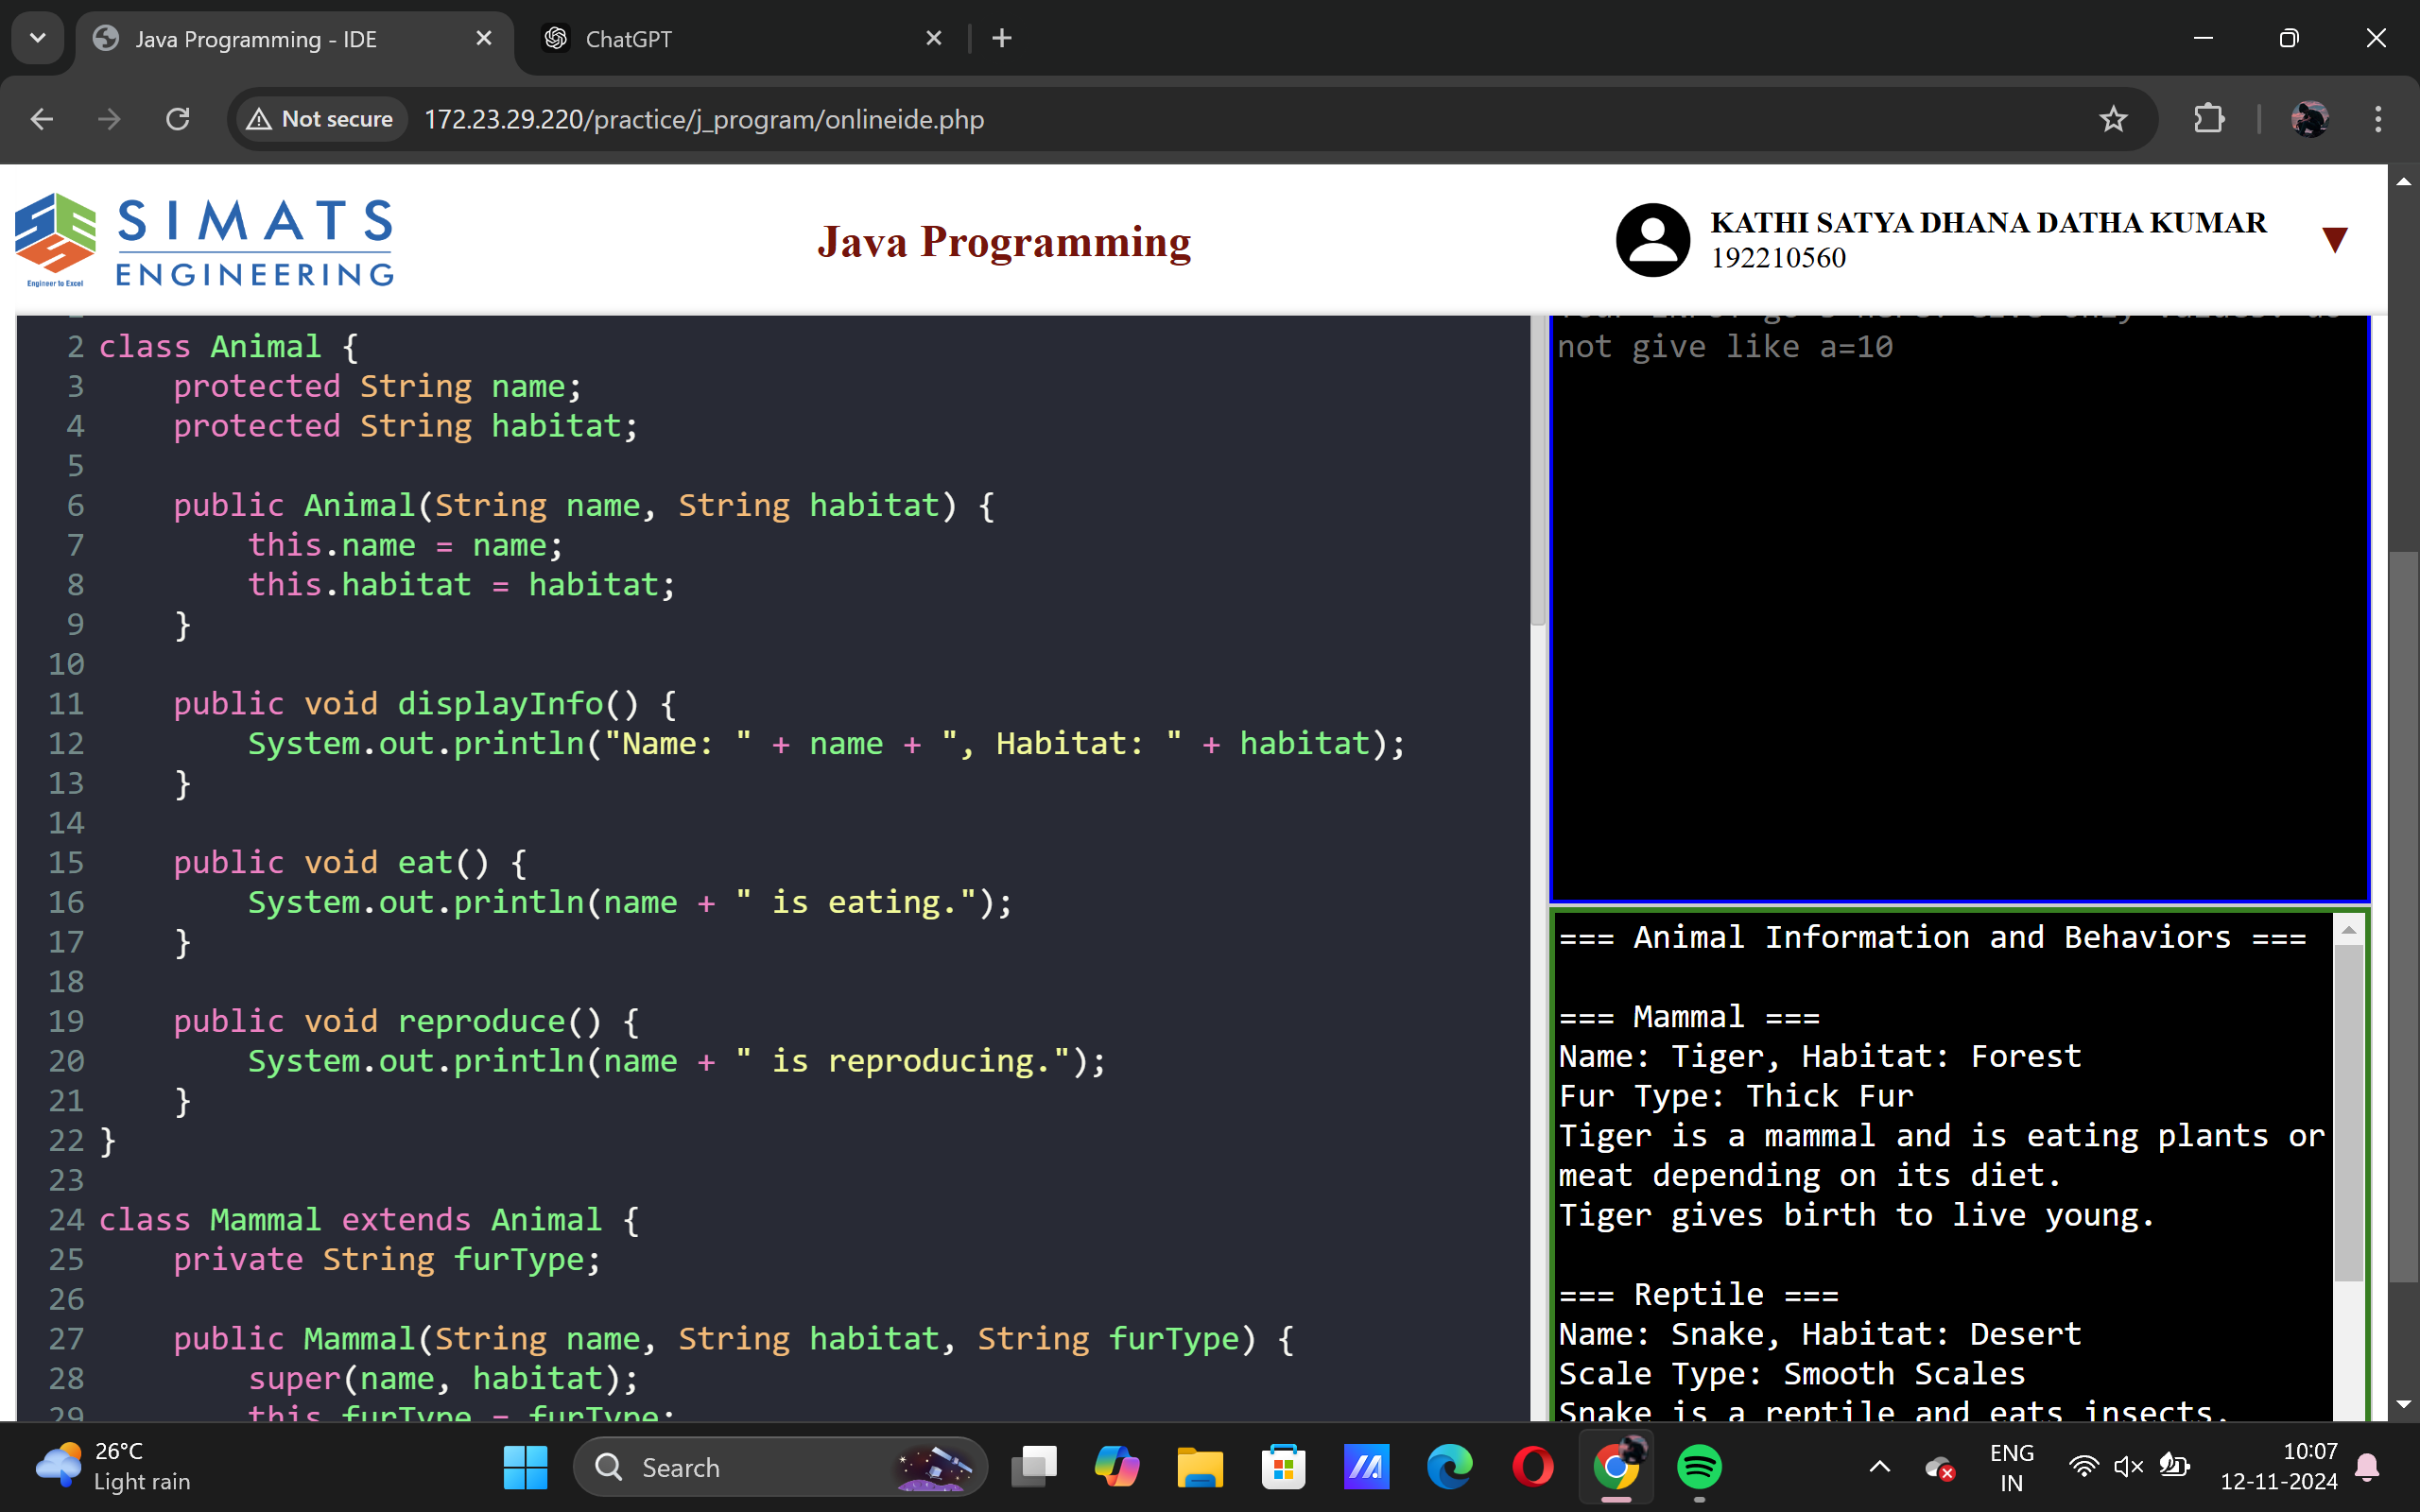 Java Programming - IDE
ChatGPT
Not secure
172.23.29.220/practice/j_program/onlineide.php
SIMATS
ENGINEERING
Engineer to Excel
Java Programming
KATHI SATYA DHANA DATHA KUMAR
192210560
2 class Animal {
3 protected String name;
4 protected String habitat;
5
6 public Animal(String name, String habitat) {
7 this.name = name;
8 this.habitat = habitat;
9 }
10
11 public void displayInfo() {
12 System.out.println("Name: " + name + ", Habitat: " + habitat);
13 }
14
15 public void eat() {
16 System.out.println(name + " is eating.");
17 }
18
19 public void reproduce() {
20 System.out.println(name + " is reproducing.");
21 }
22 }
23
24 class Mammal extends Animal {
25 private String furType;
26
27 public Mammal(String name, String habitat, String furType) {
28 super(name, habitat);
29 this.furType = furType;
not give like a=10
=== Animal Information and Behaviors ===
=== Mammal ===
Name: Tiger, Habitat: Forest
Fur Type: Thick Fur
Tiger is a mammal and is eating plants or
meat depending on its diet.
Tiger gives birth to live young.
=== Reptile ===
Name: Snake, Habitat: Desert
Scale Type: Smooth Scales
Snake is a reptile and eats insects.
26°C
Light rain
Search
ENG
IN
10:07
12-11-2024